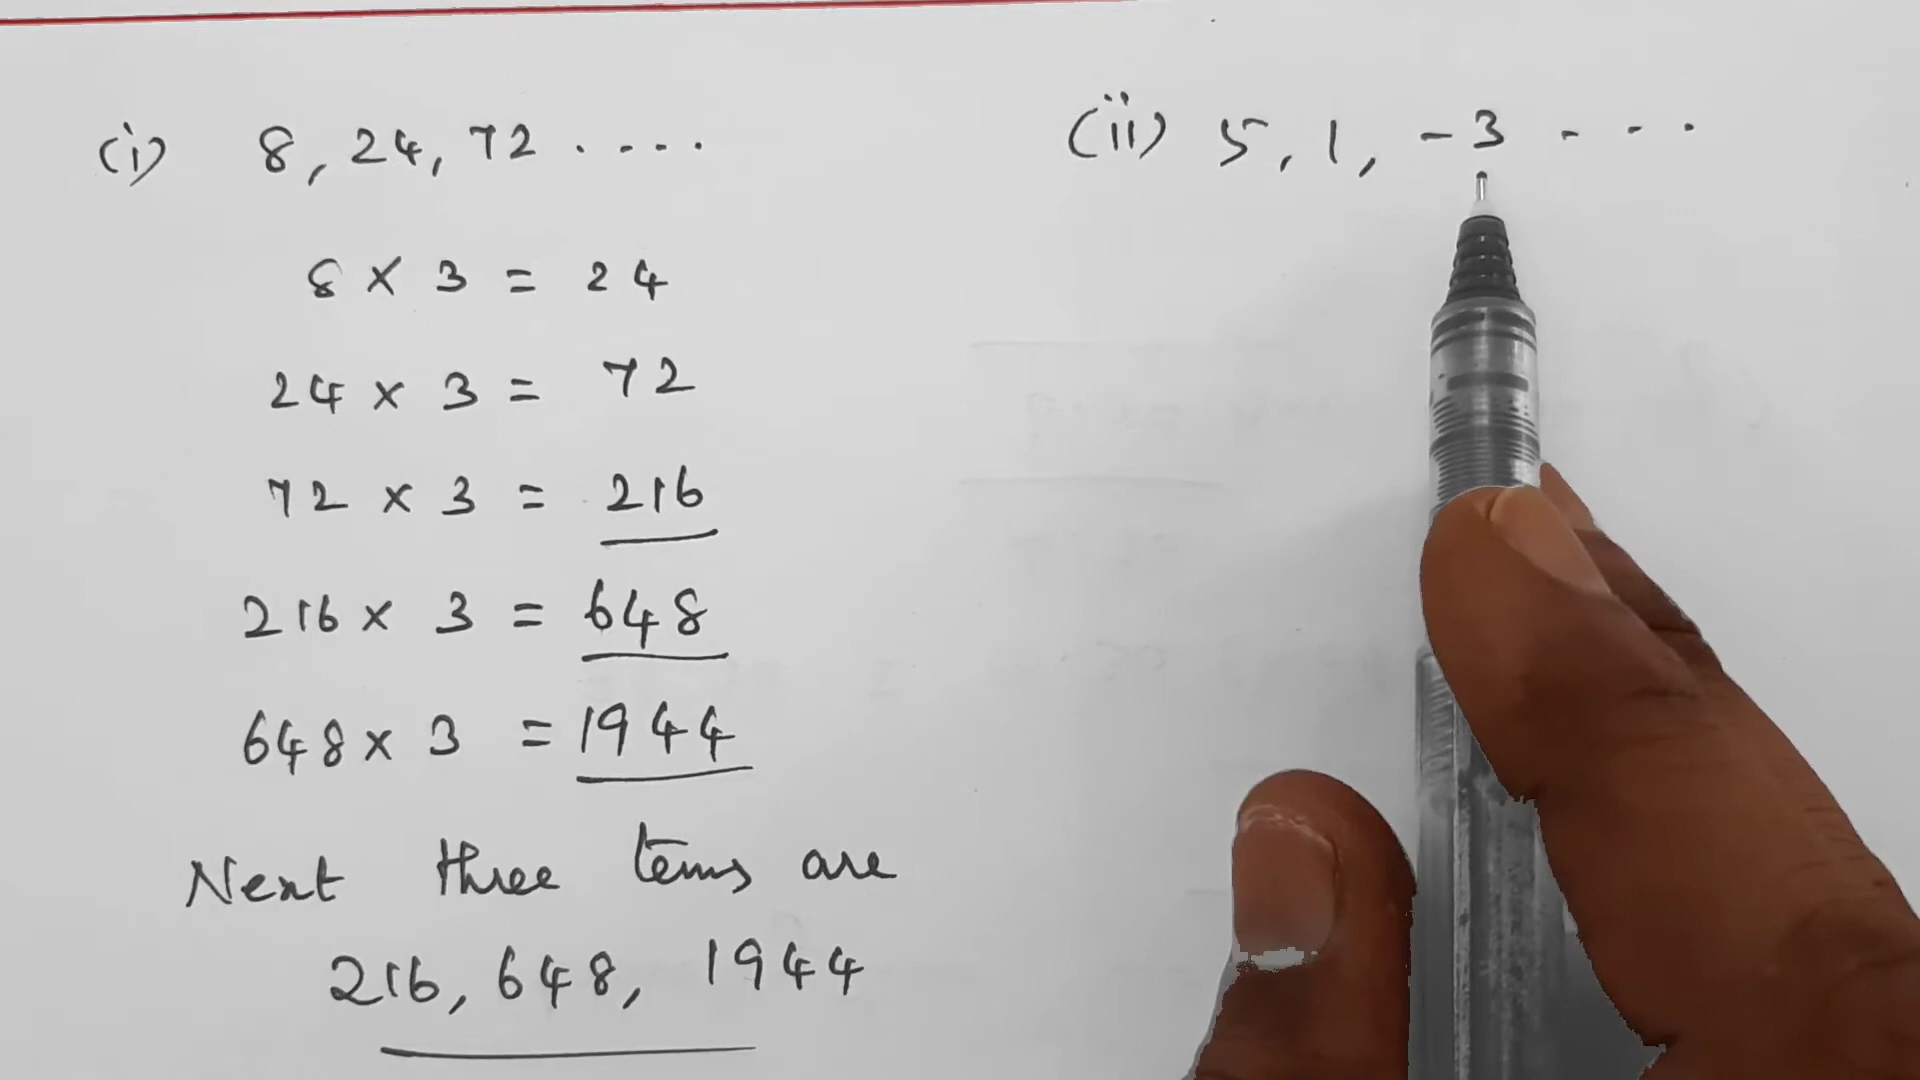 (i) 8, 24, 72 ....
8 × 3 = 24
24 × 3 = 72
72 × 3 = 216
216 × 3 = 648
648 × 3 = 1944
Next three terms are
216, 648, 1944
(ii) 5, 1, -3 ....